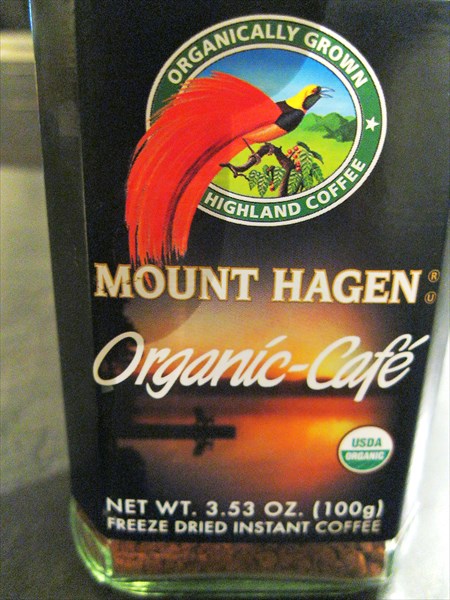 ORGANICALLY GROWN
HIGHLAND COFFEE
MOUNT HAGEN ®
U
Organic-Café
USDA
ORGANIC
NET WT. 3.53 OZ. (100g)
FREEZE DRIED INSTANT COFFEE